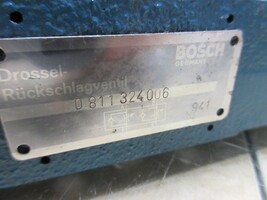 BOSCH
Drossel-
Rückschlagventil
0 811 324 006
941